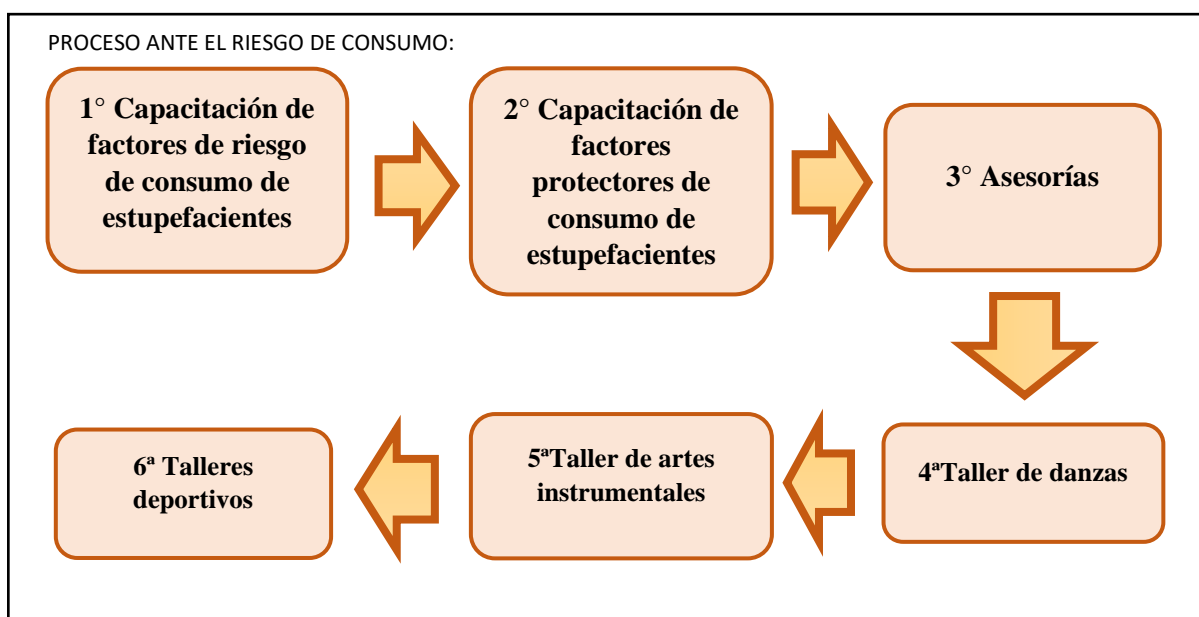 PROCESO ANTE EL RIESGO DE CONSUMO:
1° Capacitación de
factores de riesgo
de consumo de
estupefacientes
2° Capacitación de
factores
protectores de
consumo de
estupefacientes
3° Asesorías
4ªTaller de danzas
5ªTaller de artes
instrumentales
6ª Talleres
deportivos